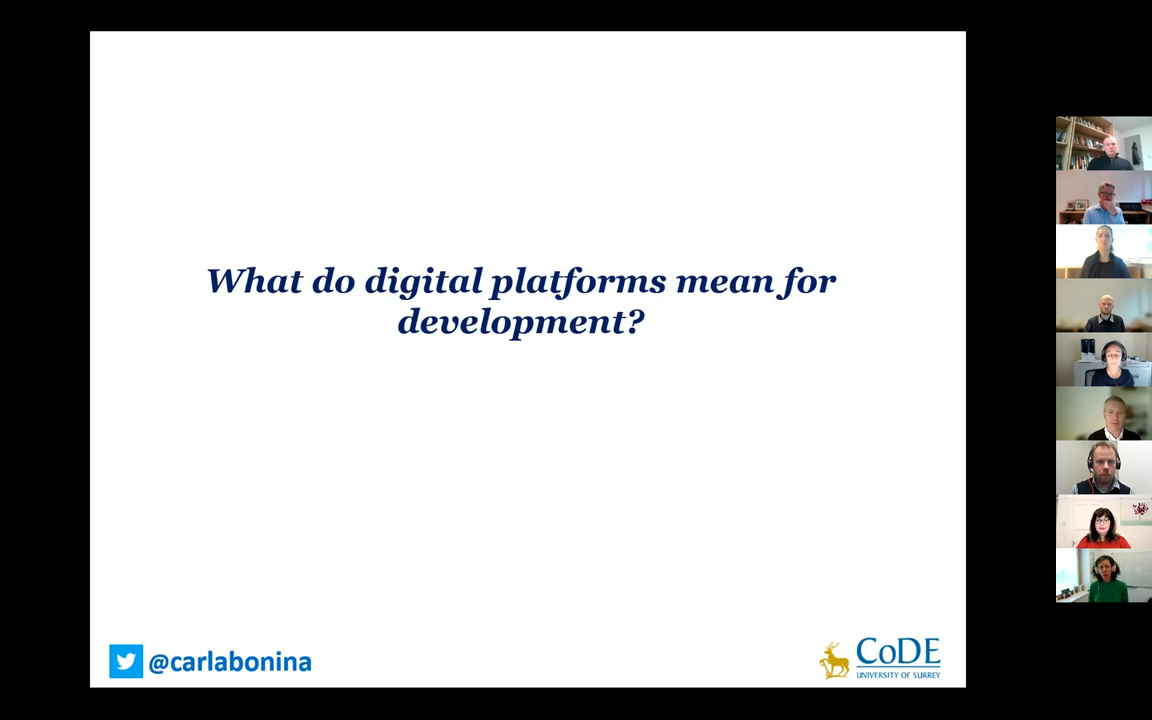 What do digital platforms mean for
development?
@carlabonina
CoDE
UNIVERSITY OF SURREY